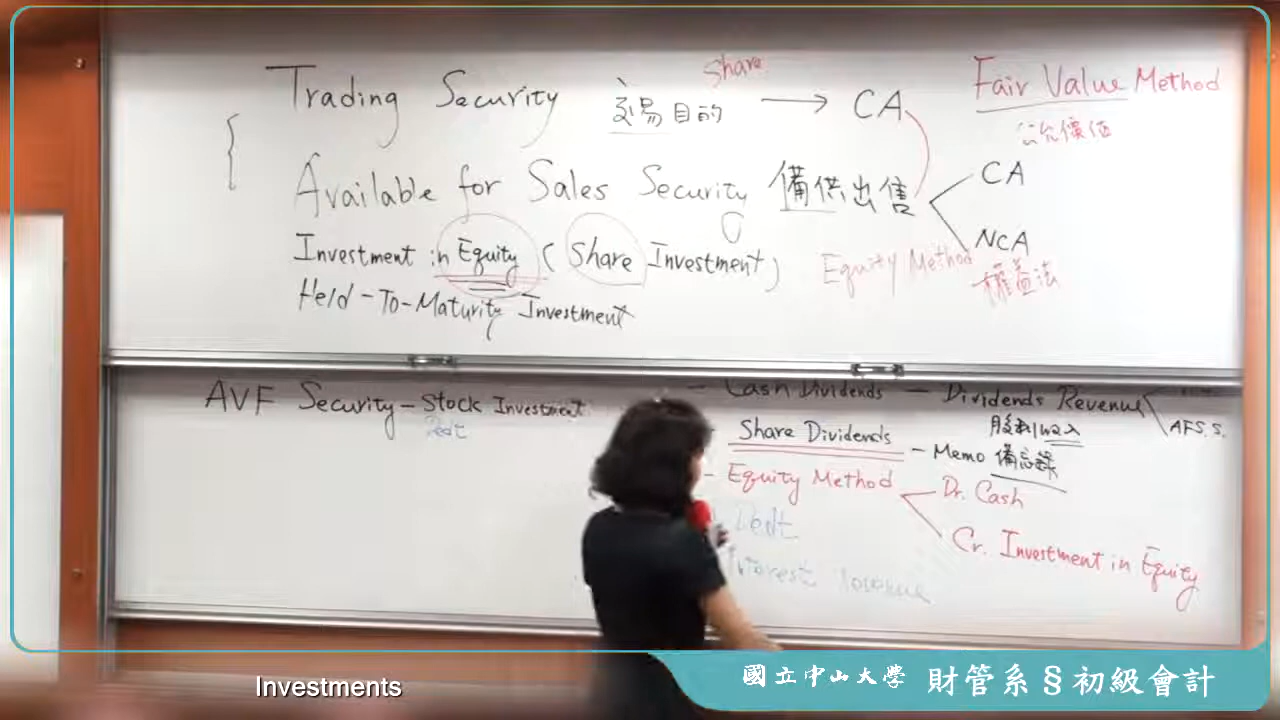 share
Trading Security 交易目的 → CA
Fair Value Method
公允價值
Available for Sales Security 備供出售
CA
NCA
Investment in Equity (Share Investment)
Equity Method
權益法
Held-To-Maturity Investment
AVF Security - Stock Investment
Debt
- Cash Dividends - Dividends Revenue
股利收入
AFS.S.
Share Dividends
- Memo 備忘錄
- Equity Method
Dr. Cash
Cr. Investment in Equity
Debt
Interest Revenue
Investments
國立中山大學 財管系§初級會計